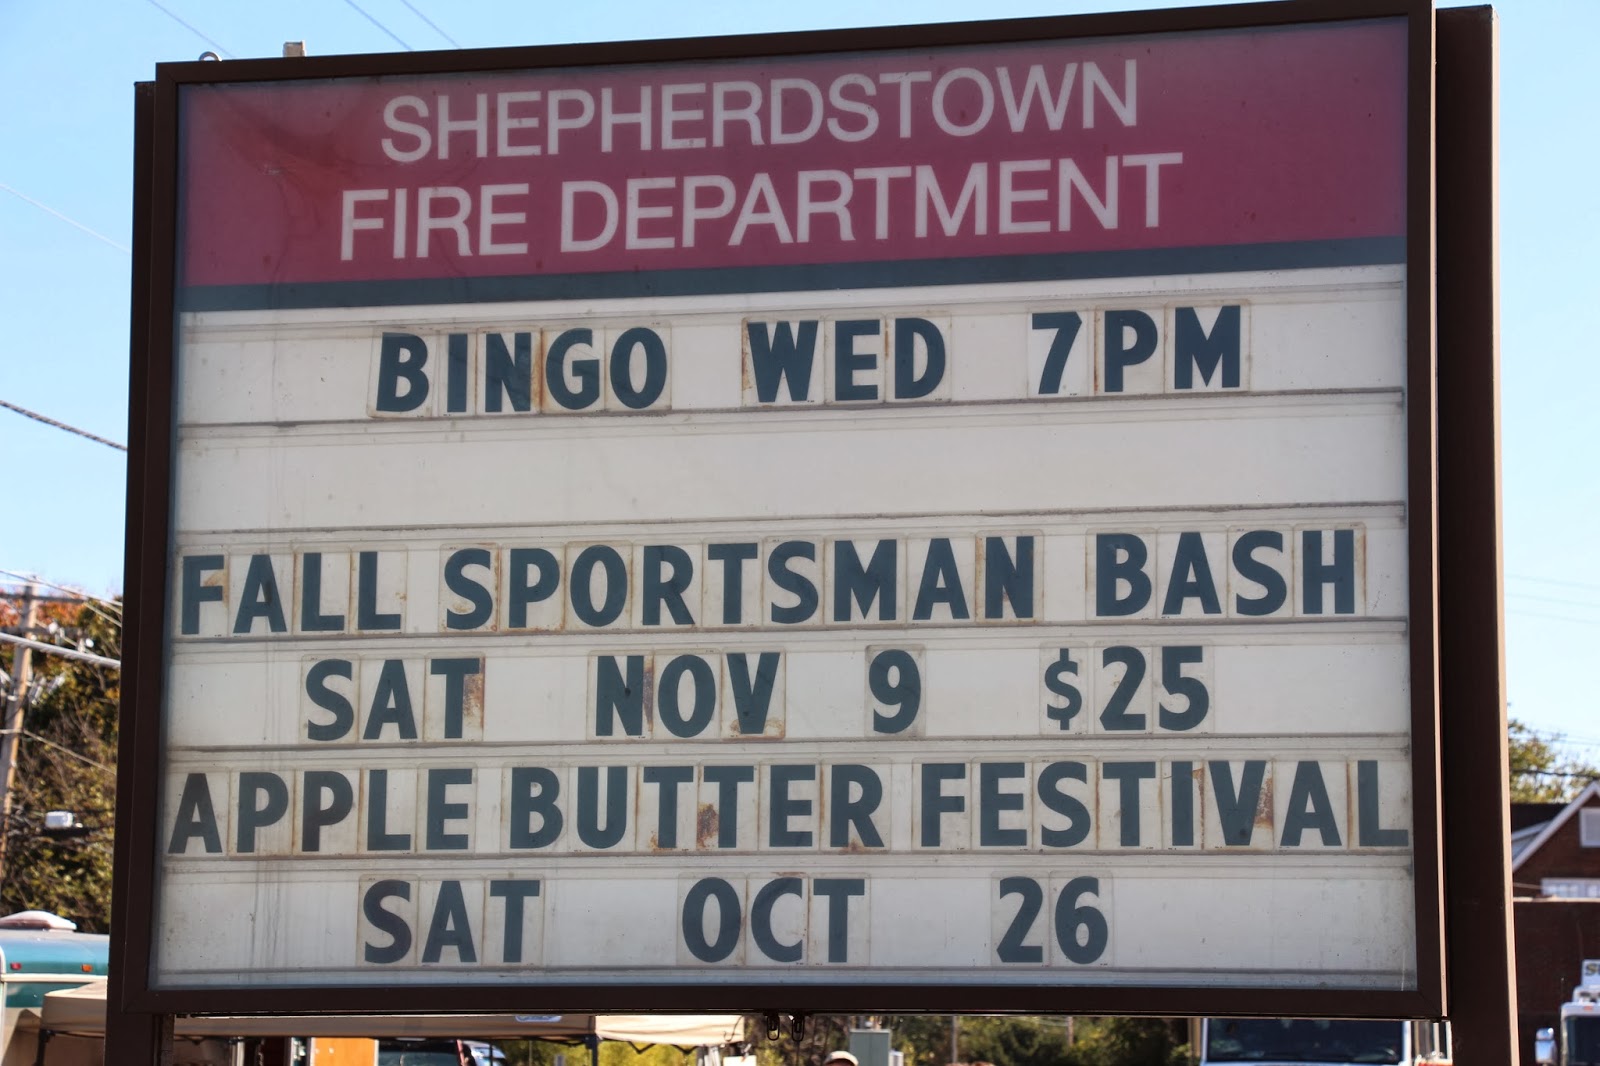 SHEPHERDSTOWN
FIRE DEPARTMENT
BINGO WED 7PM
FALL SPORTSMAN BASH
SAT NOV 9 $25
APPLE BUTTER FESTIVAL
SAT OCT 26